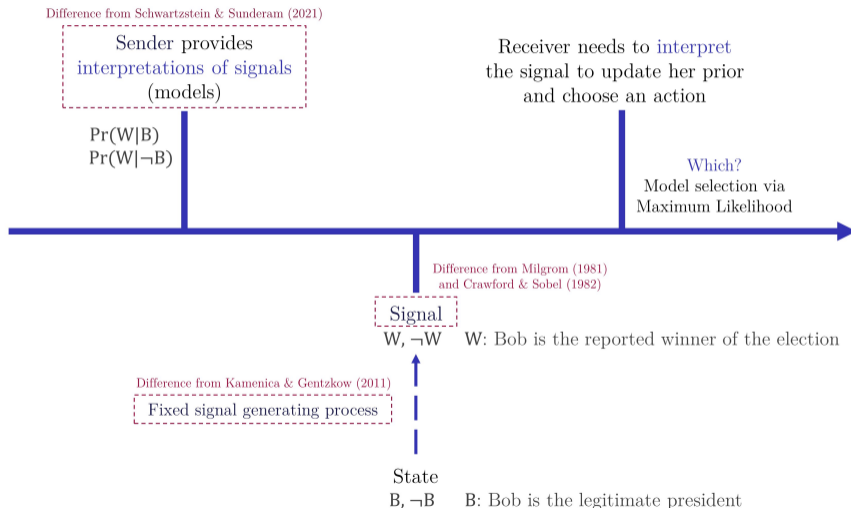 Difference from Schwartzstein & Sunderam (2021)
Sender provides
interpretations of signals
(models)
Pr(W|B)
Pr(W|¬B)
Receiver needs to interpret
the signal to update her prior
and choose an action
Which?
Model selection via
Maximum Likelihood
Difference from Milgrom (1981)
and Crawford & Sobel (1982)
Signal
W, ¬W W: Bob is the reported winner of the election
Difference from Kamenica & Gentzkow (2011)
Fixed signal generating process
State
B, ¬B B: Bob is the legitimate president